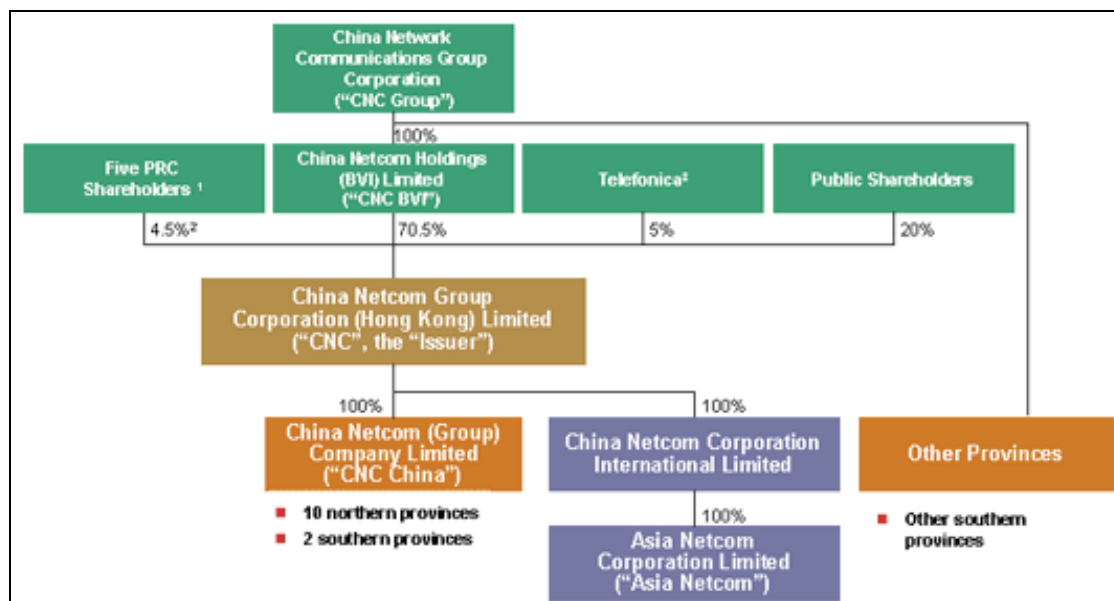 China Network
Communications Group
Corporation
("CNC Group")
100%
Five PRC
Shareholders ¹
China Netcom Holdings
(BVI) Limited
("CNC BVI")
Telefonica²
Public Shareholders
4.5%²
70.5%
5%
20%
China Netcom Group
Corporation (Hong Kong) Limited
("CNC", the "Issuer")
100%
100%
China Netcom (Group)
Company Limited
("CNC China")
China Netcom Corporation
International Limited
Other Provinces
10 northern provinces
2 southern provinces
100%
Other southern
provinces
Asia Netcom
Corporation Limited
("Asia Netcom")